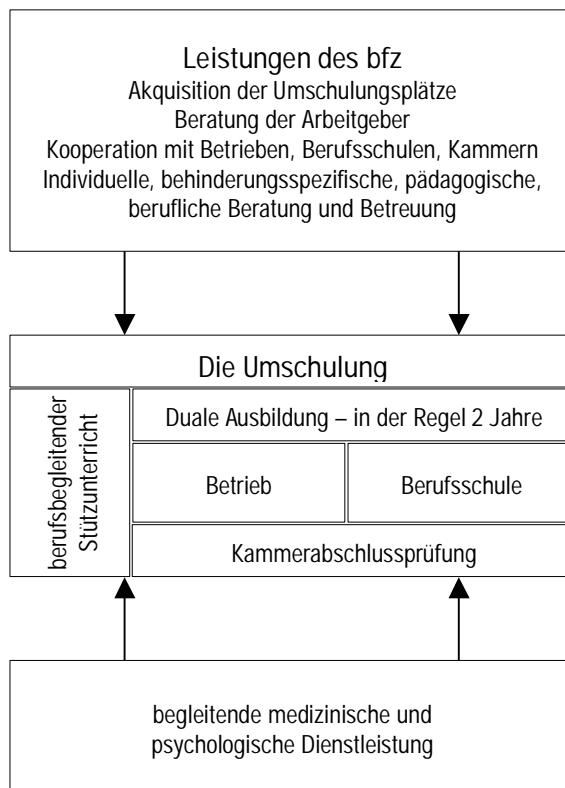 Leistungen des bfz
Akquisition der Umschulungsplätze
Beratung der Arbeitgeber
Kooperation mit Betrieben, Berufsschulen, Kammern
Individuelle, behinderungsspezifische, pädagogische,
berufliche Beratung und Betreuung
Die Umschulung
berufsbegleitender
Stützunterricht
Duale Ausbildung – in der Regel 2 Jahre
Betrieb
Berufsschule
Kammerabschlussprüfung
begleitende medizinische und
psychologische Dienstleistung